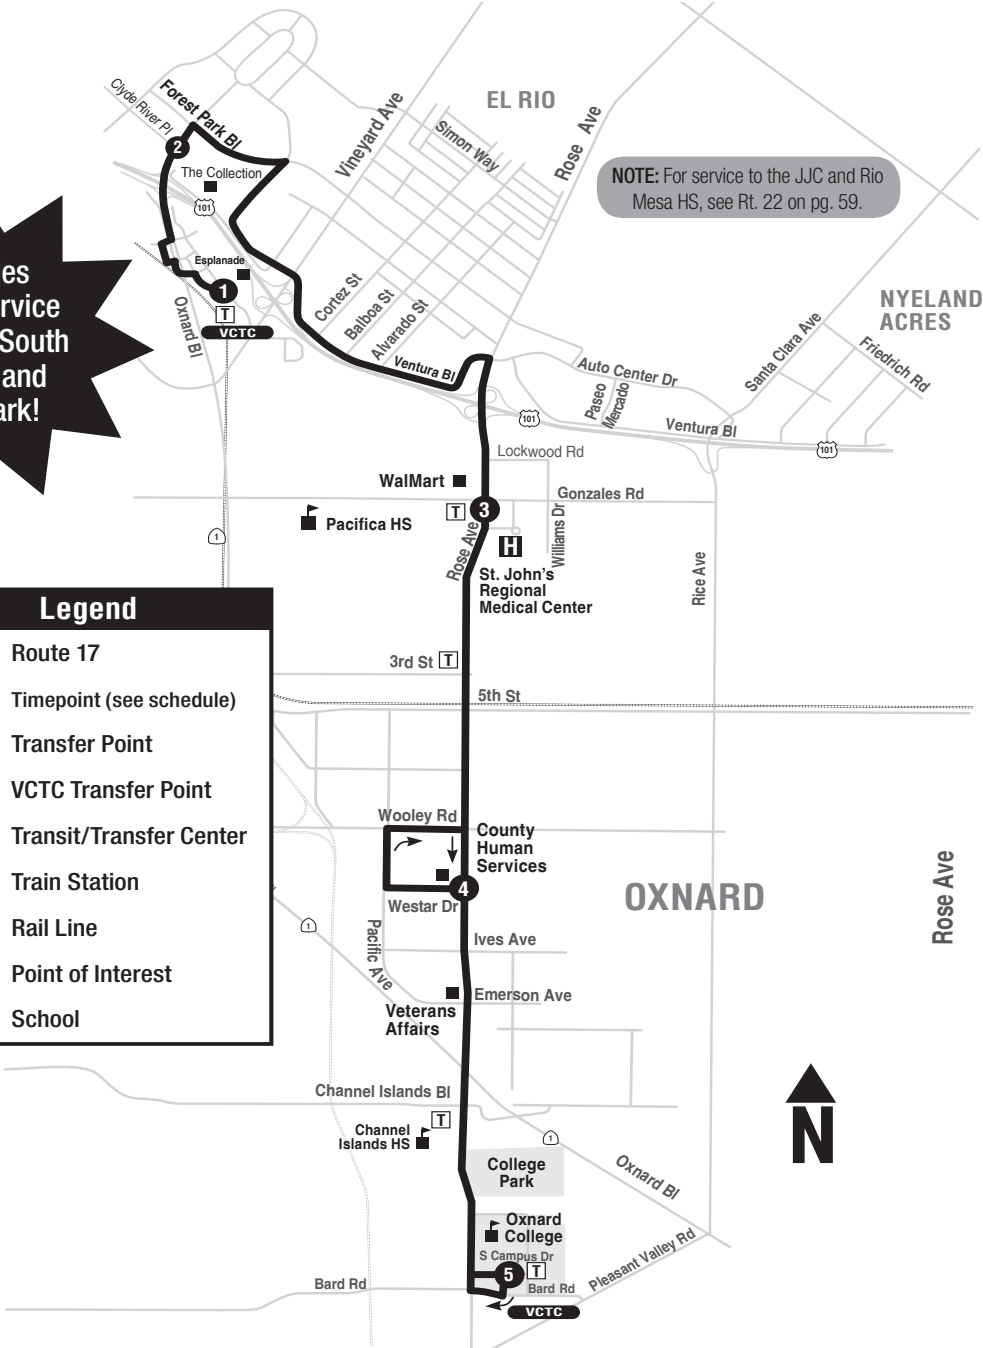 EL RIO
Clyde River Pl
Forest Park Bl
Vineyard Ave
Simon Way
Rose Ave
2
The Collection
101
NOTE: For service to the JJC and Rio
Mesa HS, see Rt. 22 on pg. 59.
Esplanade
1
T
VCTC
Oxnard Bl
Cortez St
Balboa St
Alvarado St
NYELAND
ACRES
Santa Clara Ave
Friedrich Rd
Ventura Bl
Auto Center Dr
Paseo
Mercado
101
Ventura Bl
101
rvice
South
and
Lockwood Rd
WalMart
Gonzales Rd
T
3
Pacifica HS
1
Rose Ave
H
Williams Dr
St. John's
Regional
Medical Center
Rice Ave
Legend
Route 17
Timepoint (see schedule)
Transfer Point
VCTC Transfer Point
Transit/Transfer Center
Train Station
Rail Line
Point of Interest
School
3rd St
T
5th St
Wooley Rd
County
Human
Services
4
Westar Dr
OXNARD
Rose Ave
1
Pacific Ave
Ives Ave
Emerson Ave
Veterans
Affairs
Channel Islands Bl
T
Channel
Islands HS
1
N
College
Park
Oxnard Bl
Oxnard
College
S Campus Dr
5
T
Bard Rd
Bard Rd
Pleasant Valley Rd
VCTC